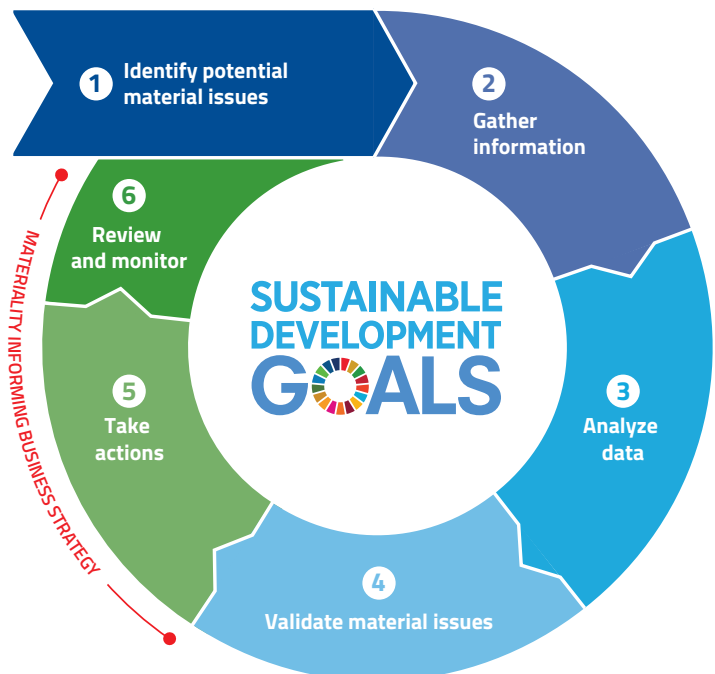 1
Identify potential
material issues
2
Gather
information
3
Analyze
data
4
Validate material issues
5
Take
actions
6
Review
and monitor
MATERIALITY INFORMING BUSINESS STRATEGY
SUSTAINABLE
DEVELOPMENT
GOALS